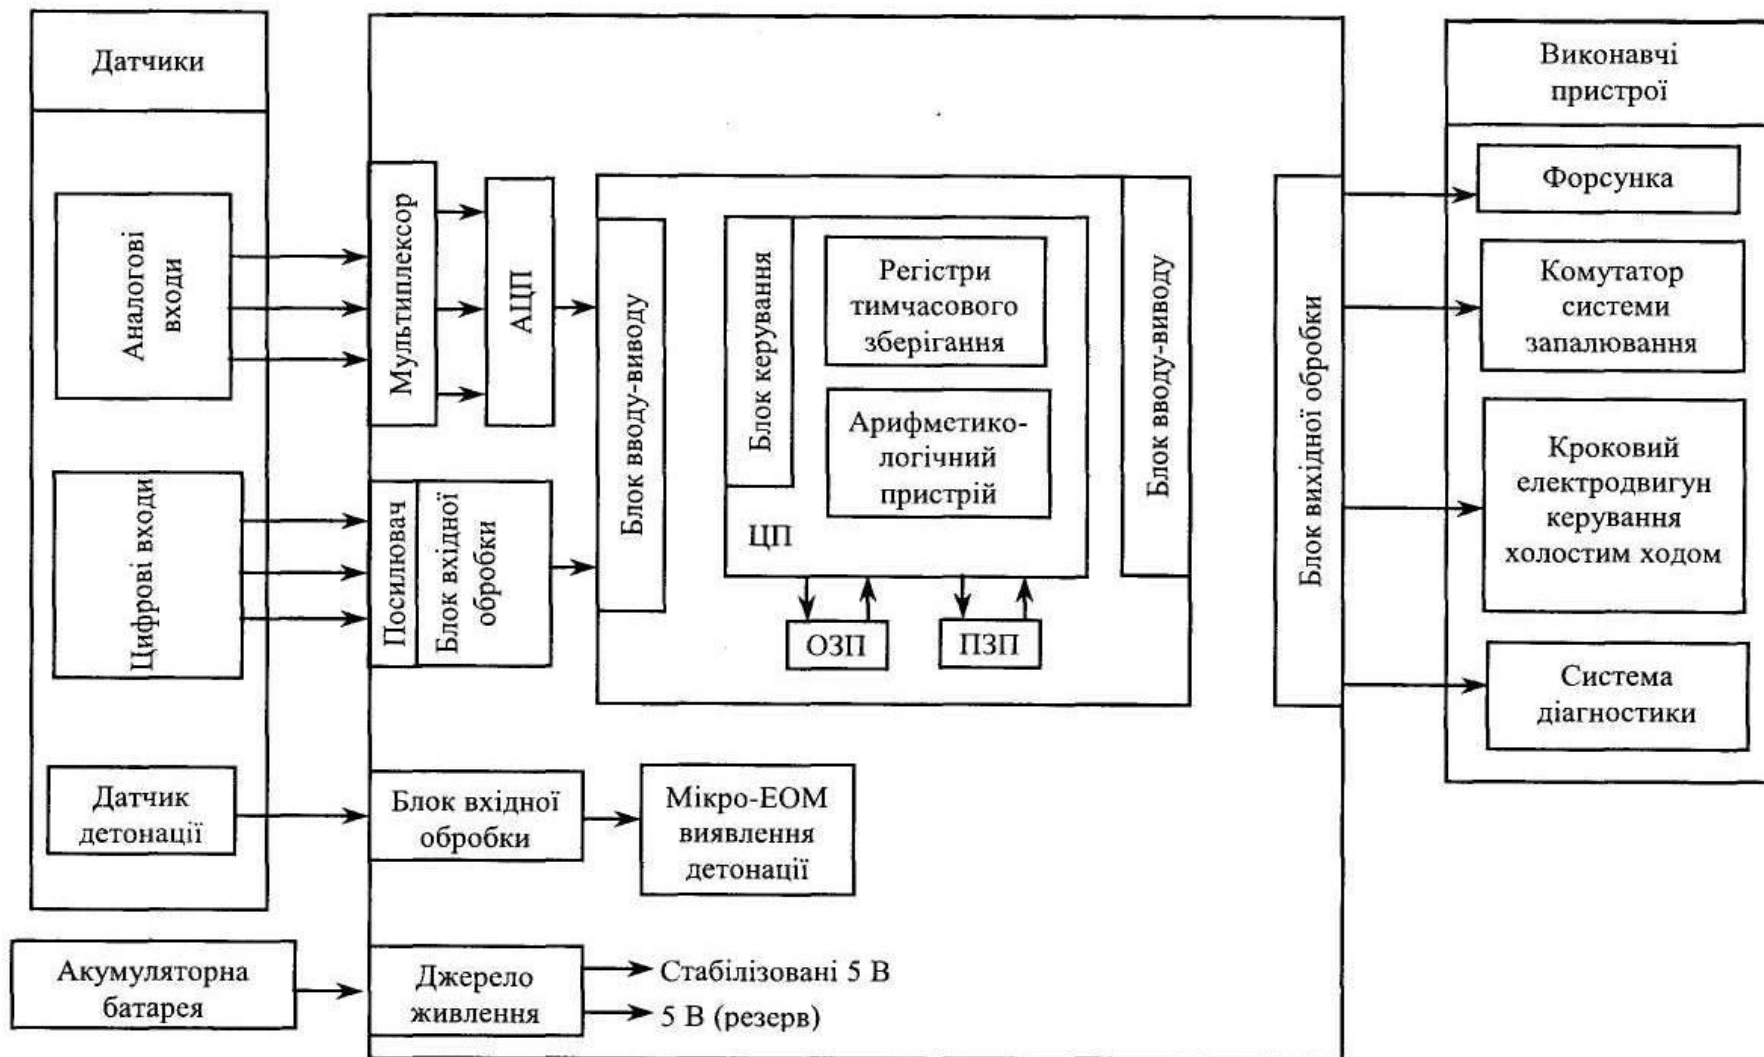 Датчики
Аналогові
входи
Цифрові входи
Датчик
детонації
Акумуляторна
батарея
Мультиплексор
АЦП
Посилювач
Блок вхідної
обробки
Блок вхідної
обробки
Мікро-ЕОМ
виявлення
детонації
Джерело
живлення
Стабілізовані 5 В
5 В (резерв)
Блок вводу-виводу
Блок керування
Регістри
тимчасового
зберігання
Арифметико-
логічний
пристрій
ЦП
ОЗП
ПЗП
Блок вводу-виводу
Блок вихідної обробки
Виконавчі
пристрої
Форсунка
Комутатор
системи
запалювання
Кроковий
електродвигун
керування
холостим ходом
Система
діагностики